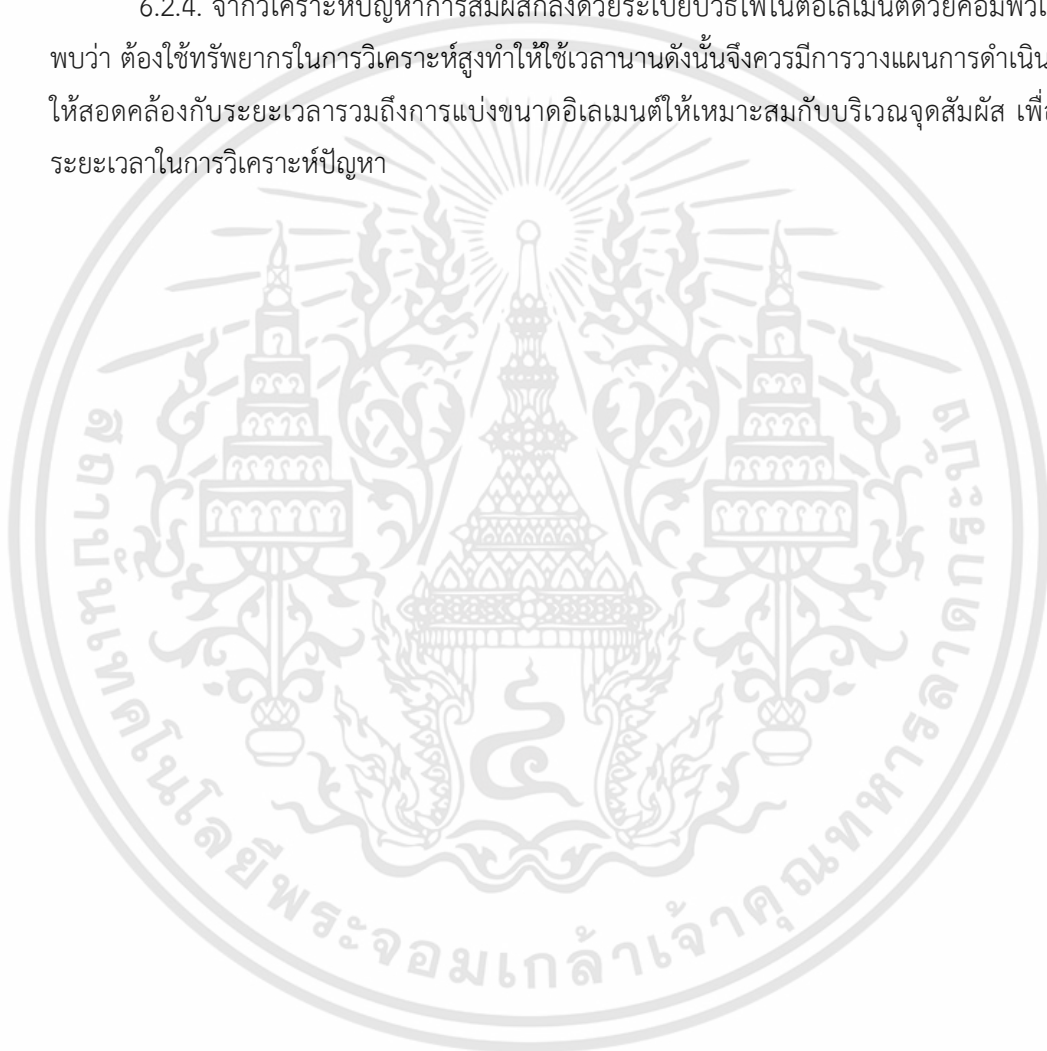 6.2.4. จากวิเคราะห์ปัญหาการสัมผัสกลิ้งด้วยระเบียบวิธีไฟไนต์อิเลเมนต์ด้วยคอมพิวเ
พบว่า ต้องใช้ทรัพยากรในการวิเคราะห์สูงทำให้ใช้เวลานานดังนั้นจึงควรมีการวางแผนการดำเนิน
ให้สอดคล้องกับระยะเวลารวมถึงการแบ่งขนาดอิเลเมนต์ให้เหมาะสมกับบริเวณจุดสัมผัส เพื่
ระยะเวลาในการวิเคราะห์ปัญหา
สถาบันเทคโนโลยีพระจอมเกล้าเจ้าคุณทหารลาดกระบัง
๔